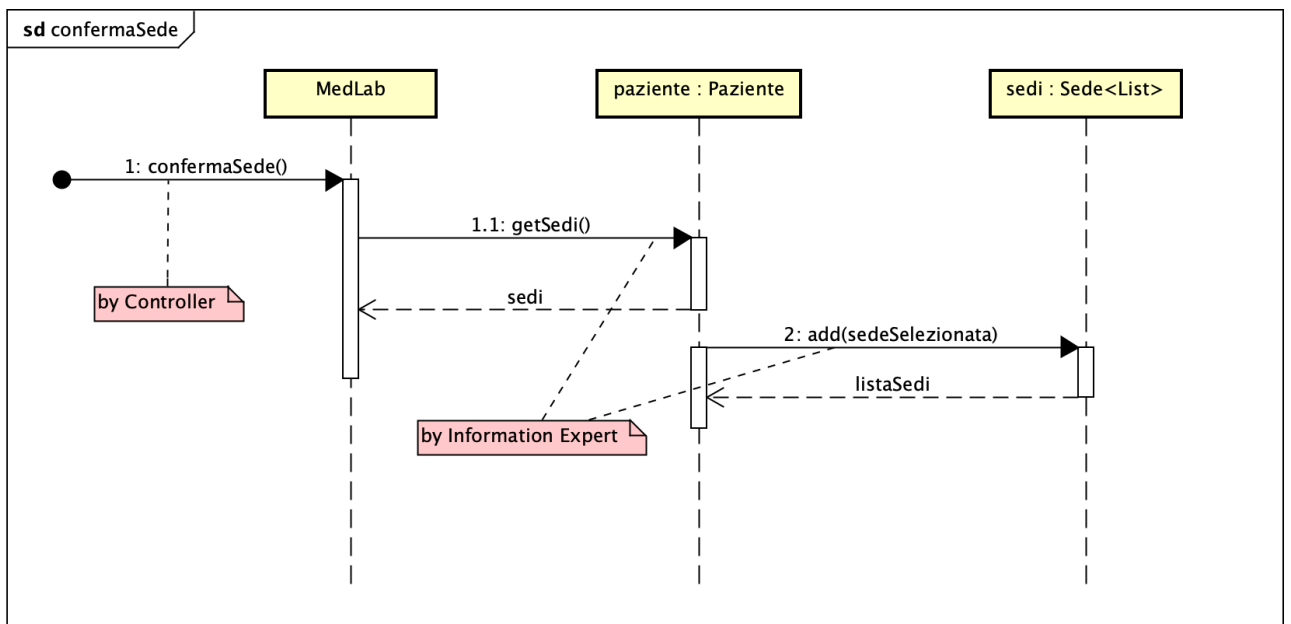 sd confermaSede
MedLab
paziente : Paziente
sedi : Sede<List>
1: confermaSede()
1.1: getSedi()
by Controller
sedi
2: add(sedeSelezionata)
listaSedi
by Information Expert